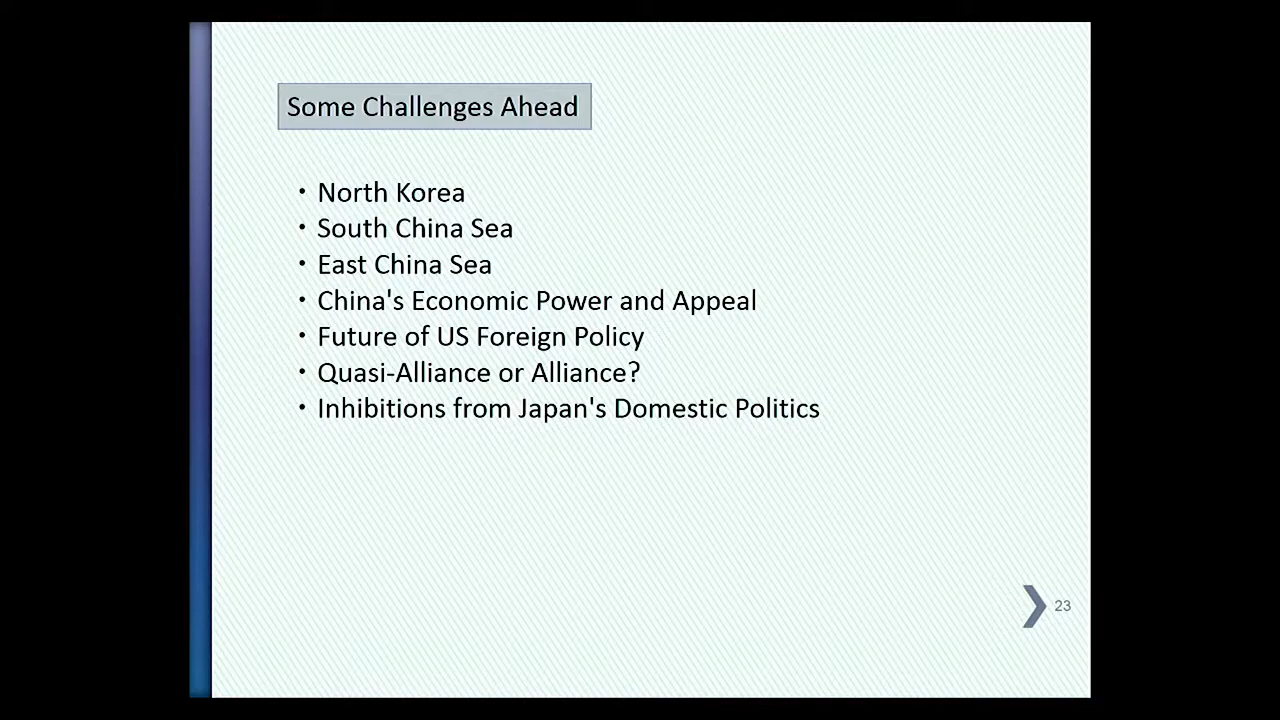 Some Challenges Ahead
• North Korea
• South China Sea
• East China Sea
• China's Economic Power and Appeal
• Future of US Foreign Policy
• Quasi-Alliance or Alliance?
• Inhibitions from Japan's Domestic Politics
23